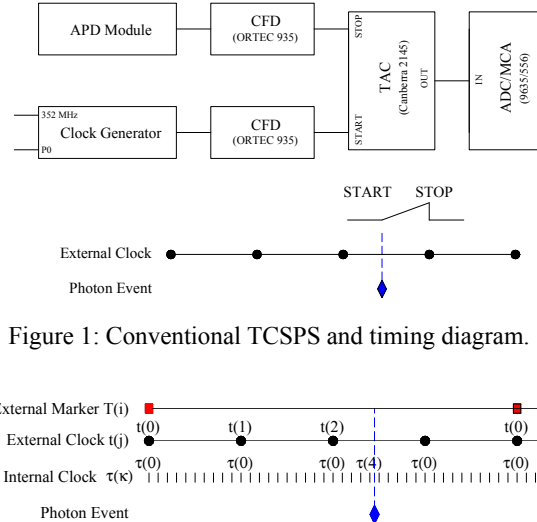 APD Module
CFD
(ORTEC 935)
STOP
TAC
(Canberra 2145)
OUT
START
IN
ADC/MCA
(9635/556)
352 MHz
Clock Generator
P0
CFD
(ORTEC 935)
START STOP
External Clock
Photon Event
Figure 1: Conventional TCSPS and timing diagram.
External Marker T(i)
t(0) t(1) t(2) t(0)
External Clock t(j)
τ(0) τ(0) τ(0) τ(4) τ(0) τ(0)
Internal Clock τ(κ)
Photon Event